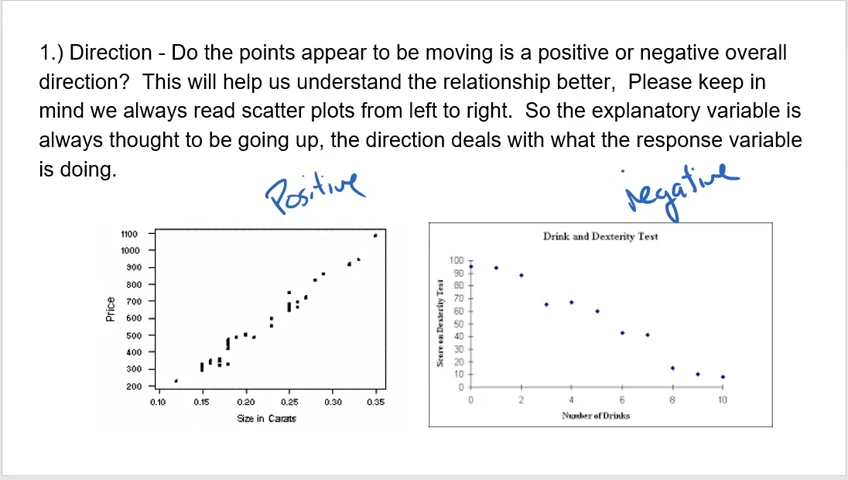 1.) Direction - Do the points appear to be moving is a positive or negative overall
direction?  This will help us understand the relationship better,  Please keep in
mind we always read scatter plots from left to right.  So the explanatory variable is
always thought to be going up, the direction deals with what the response variable
is doing.
Positive
Negative
1100
1000
900
800
700
600
500
400
300
200
Price
0.10 0.15 0.20 0.25 0.30 0.35
Size in Carats
Drink and Dexterity Test
100
90
80
70
60
50
40
30
20
10
0
Score on Dexterity Test
0 2 4 6 8 10
Number of Drinks